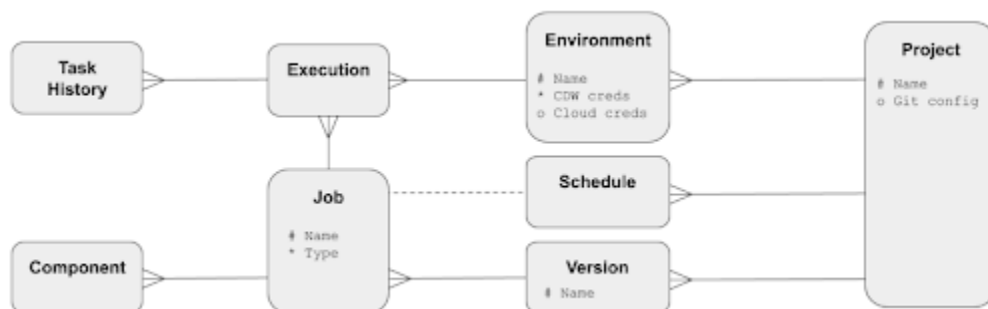 Task
History
Execution
Environment
# Name
* CDW creds
o Cloud creds
Project
# Name
o Git config
Job
# Name
* Type
Schedule
Component
Version
# Name